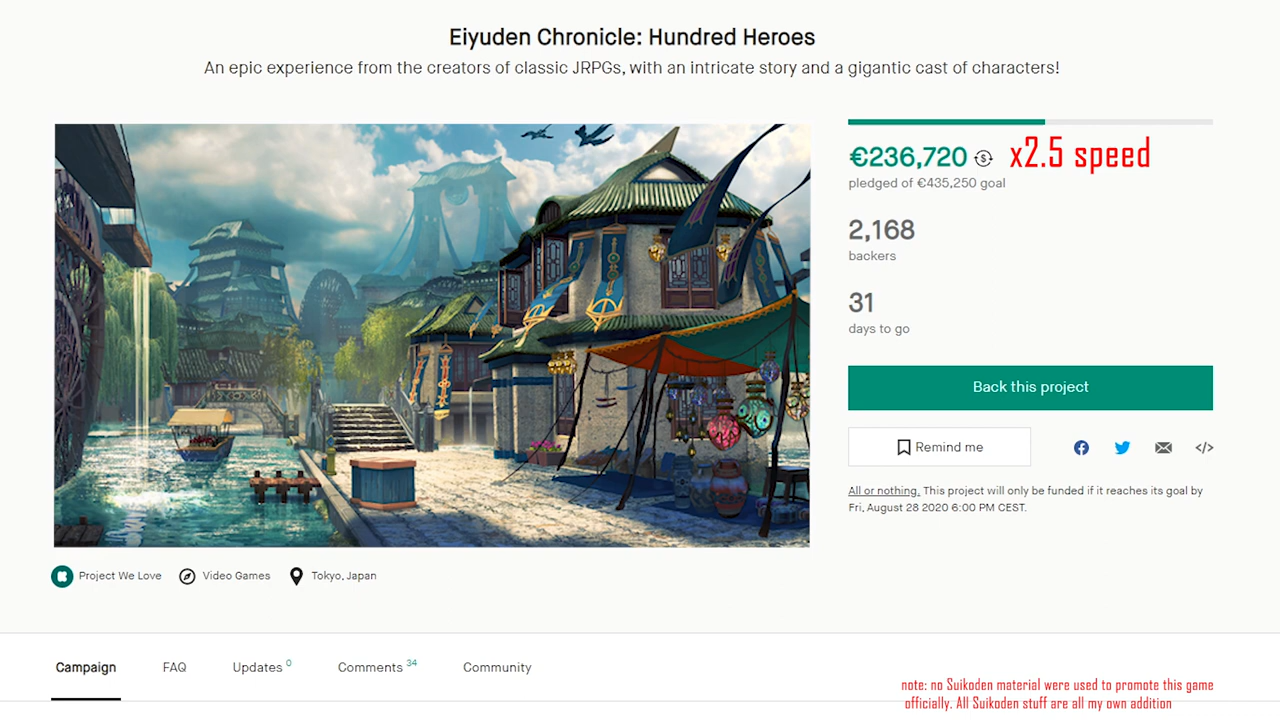 Eiyuden Chronicle: Hundred Heroes
An epic experience from the creators of classic JRPGs, with an intricate story and a gigantic cast of characters!
€236,720 x2.5 speed
pledged of €435,250 goal
2,168
backers
31
days to go
Back this project
Remind me
All or nothing. This project will only be funded if it reaches its goal by
Fri, August 28 2020 6:00 PM CEST.
Project We Love Video Games Tokyo, Japan
Campaign FAQ Updates 0 Comments 34 Community
note: no Suikoden material were used to promote this game
officially. All Suikoden stuff are all my own addition